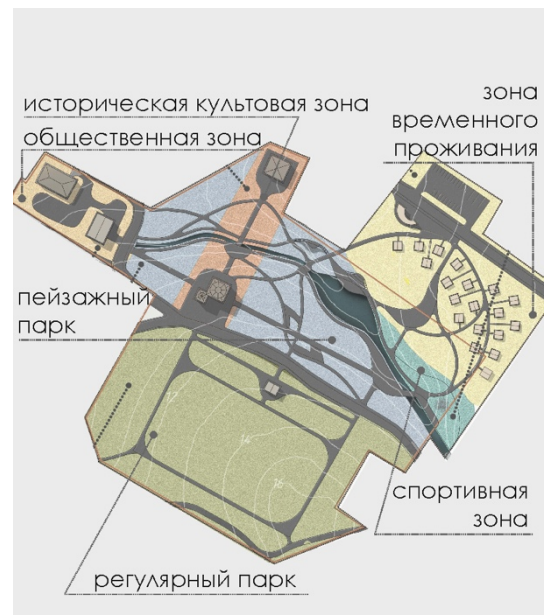 историческая культовая зона
общественная зона
зона
временного
проживания
пейзажный
парк
спортивная
зона
регулярный парк